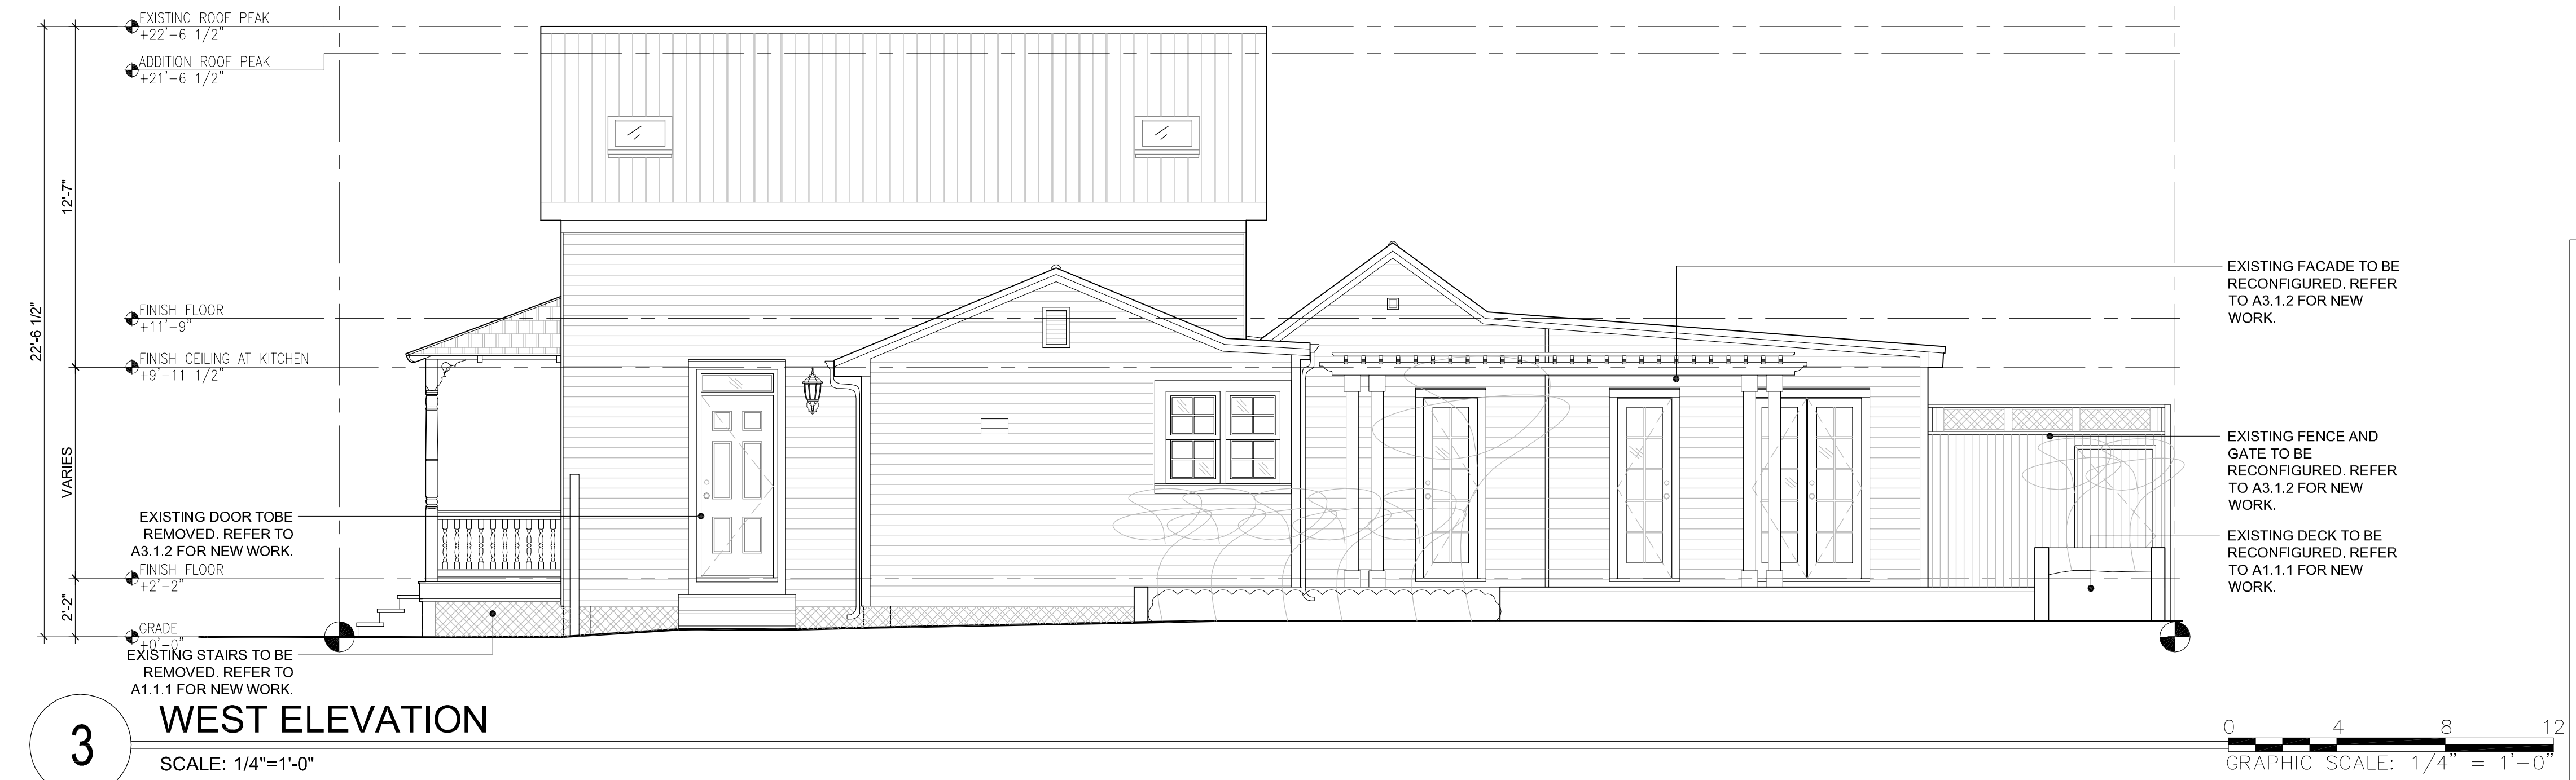 EXISTING ROOF PEAK
+22'-6 1/2"
ADDITION ROOF PEAK
+21'-6 1/2"
12'-7"
22'-6 1/2"
FINISH FLOOR
+11'-9"
FINISH CEILING AT KITCHEN
+9'-11 1/2"
VARIES
EXISTING DOOR TOBE
REMOVED. REFER TO
A3.1.2 FOR NEW WORK.
FINISH FLOOR
+2'-2"
2'-2"
GRADE
+0'-0"
EXISTING STAIRS TO BE
REMOVED. REFER TO
A1.1.1 FOR NEW WORK.
EXISTING FACADE TO BE
RECONFIGURED. REFER
TO A3.1.2 FOR NEW
WORK.
EXISTING FENCE AND
GATE TO BE
RECONFIGURED. REFER
TO A3.1.2 FOR NEW
WORK.
EXISTING DECK TO BE
RECONFIGURED. REFER
TO A1.1.1 FOR NEW
WORK.
3
WEST ELEVATION
SCALE: 1/4"=1'-0"
0 4 8 12
GRAPHIC SCALE: 1/4" = 1'-0"